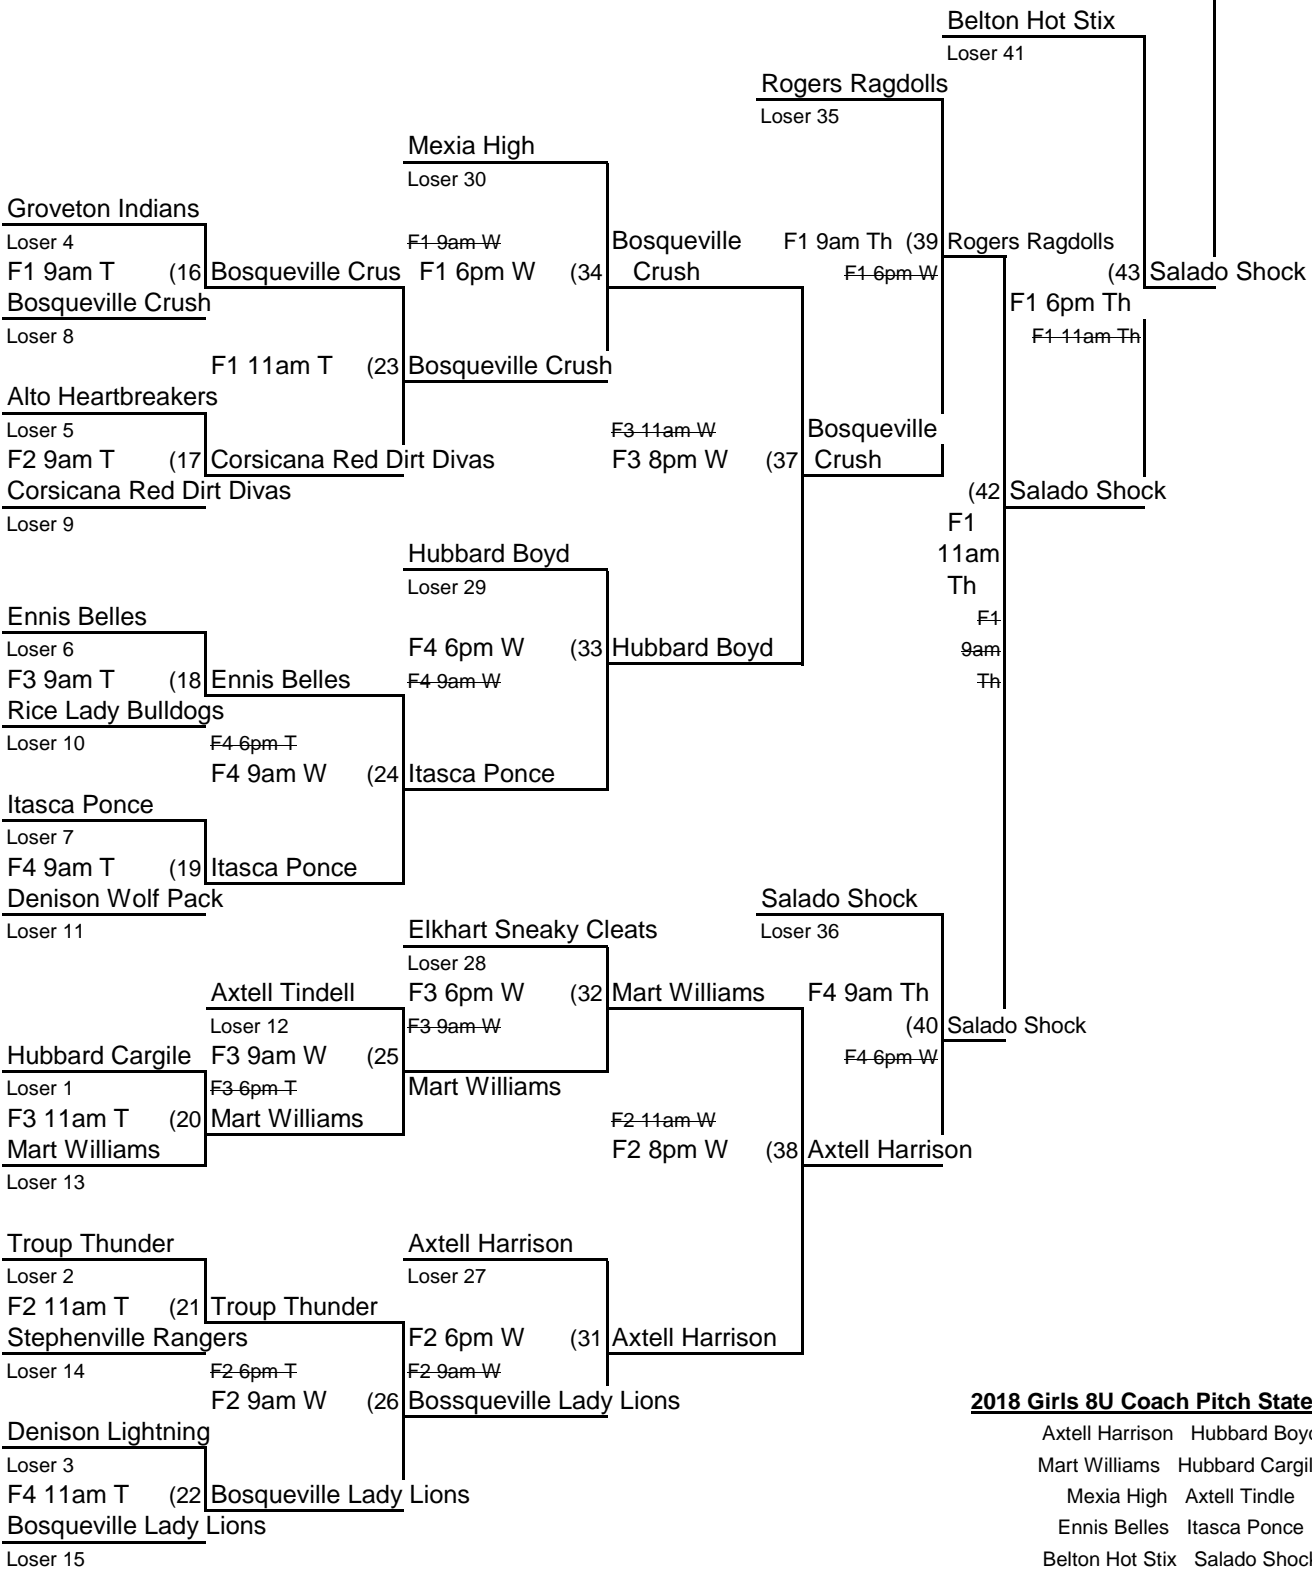 Belton Hot Stix
Loser 41
Rogers Ragdolls
Loser 35
Mexia High
Loser 30
Groveton Indians
Loser 4
F1 9am W
Bosqueville
F1 9am Th (39 Rogers Ragdolls
F1 9am T (16 Bosqueville Crus
F1 6pm W (34
Crush
F1 6pm W
(43 Salado Shock
Bosqueville Crush
F1 6pm Th
Loser 8
F1 11am Th
F1 11am T (23 Bosqueville Crush
Alto Heartbreakers
Loser 5
F3 11am W
Bosqueville
F2 9am T (17 Corsicana Red Dirt Divas
F3 8pm W (37
Crush
Corsicana Red Dirt Divas
(42 Salado Shock
Loser 9
F1
Hubbard Boyd
11am
Loser 29
Th
Ennis Belles
F1
Loser 6
F4 6pm W (33 Hubbard Boyd
9am
F3 9am T (18 Ennis Belles
F4 9am W
Th
Rice Lady Bulldogs
Loser 10
F4 6pm T
F4 9am W (24 Itasca Ponce
Itasca Ponce
Loser 7
F4 9am T (19 Itasca Ponce
Denison Wolf Pack
Salado Shock
Loser 11
Elkhart Sneaky Cleats
Loser 36
Loser 28
Axtell Tindell
F3 6pm W (32 Mart Williams
F4 9am Th
Loser 12
F3 9am W
(40 Salado Shock
Hubbard Cargile
F3 9am W (25
F4 6pm W
Loser 1
F3 6pm T
Mart Williams
F3 11am T (20 Mart Williams
F2 11am W
Mart Williams
F2 8pm W (38 Axtell Harrison
Loser 13
Troup Thunder
Axtell Harrison
Loser 2
Loser 27
F2 11am T (21 Troup Thunder
Stephenville Rangers
F2 6pm W (31 Axtell Harrison
Loser 14
F2 6pm T
F2 9am W
F2 9am W (26 Bossqueville Lady Lions
2018 Girls 8U Coach Pitch State
Denison Lightning
Axtell Harrison Hubbard Boyd
Loser 3
Mart Williams Hubbard Cargil
F4 11am T (22 Bosqueville Lady Lions
Mexia High Axtell Tindle
Bosqueville Lady Lions
Ennis Belles Itasca Ponce
Loser 15
Belton Hot Stix Salado Shock